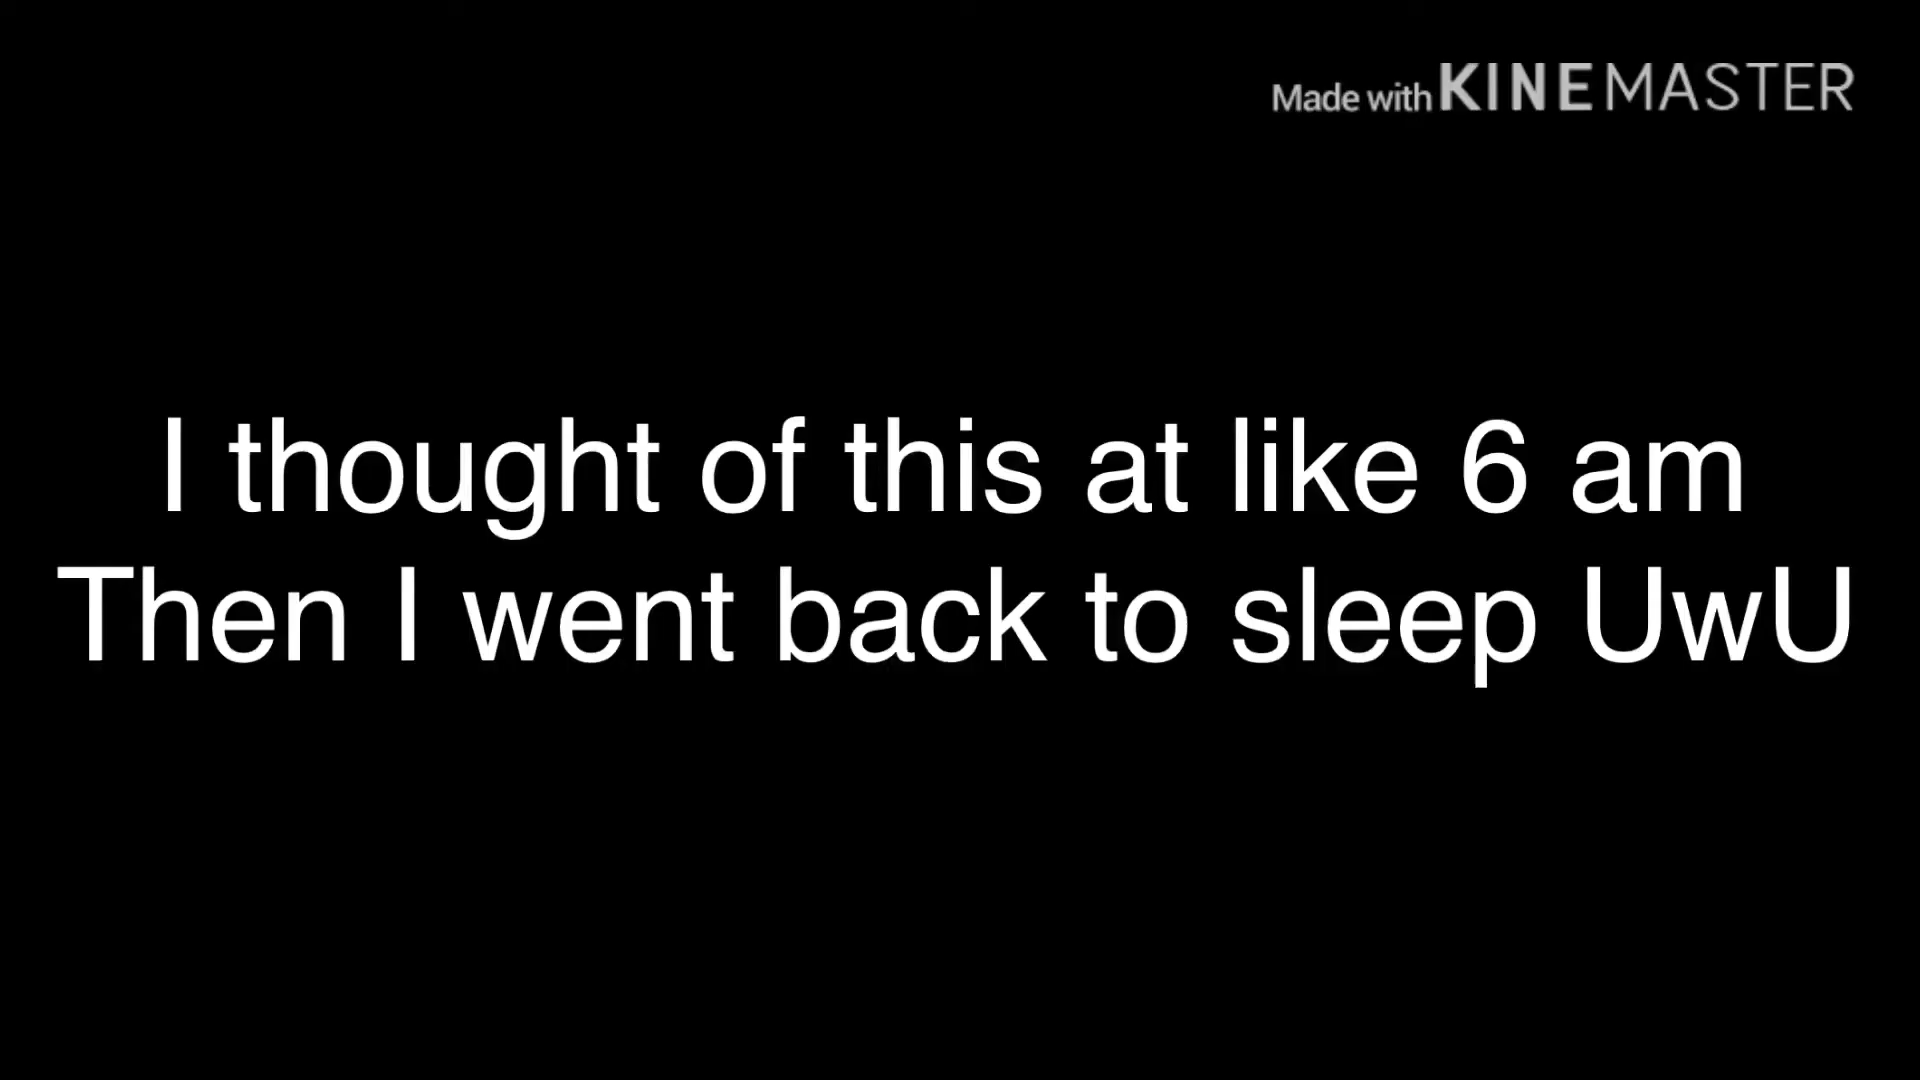 Made with KINEMASTER
I thought of this at like 6 am
Then I went back to sleep UwU